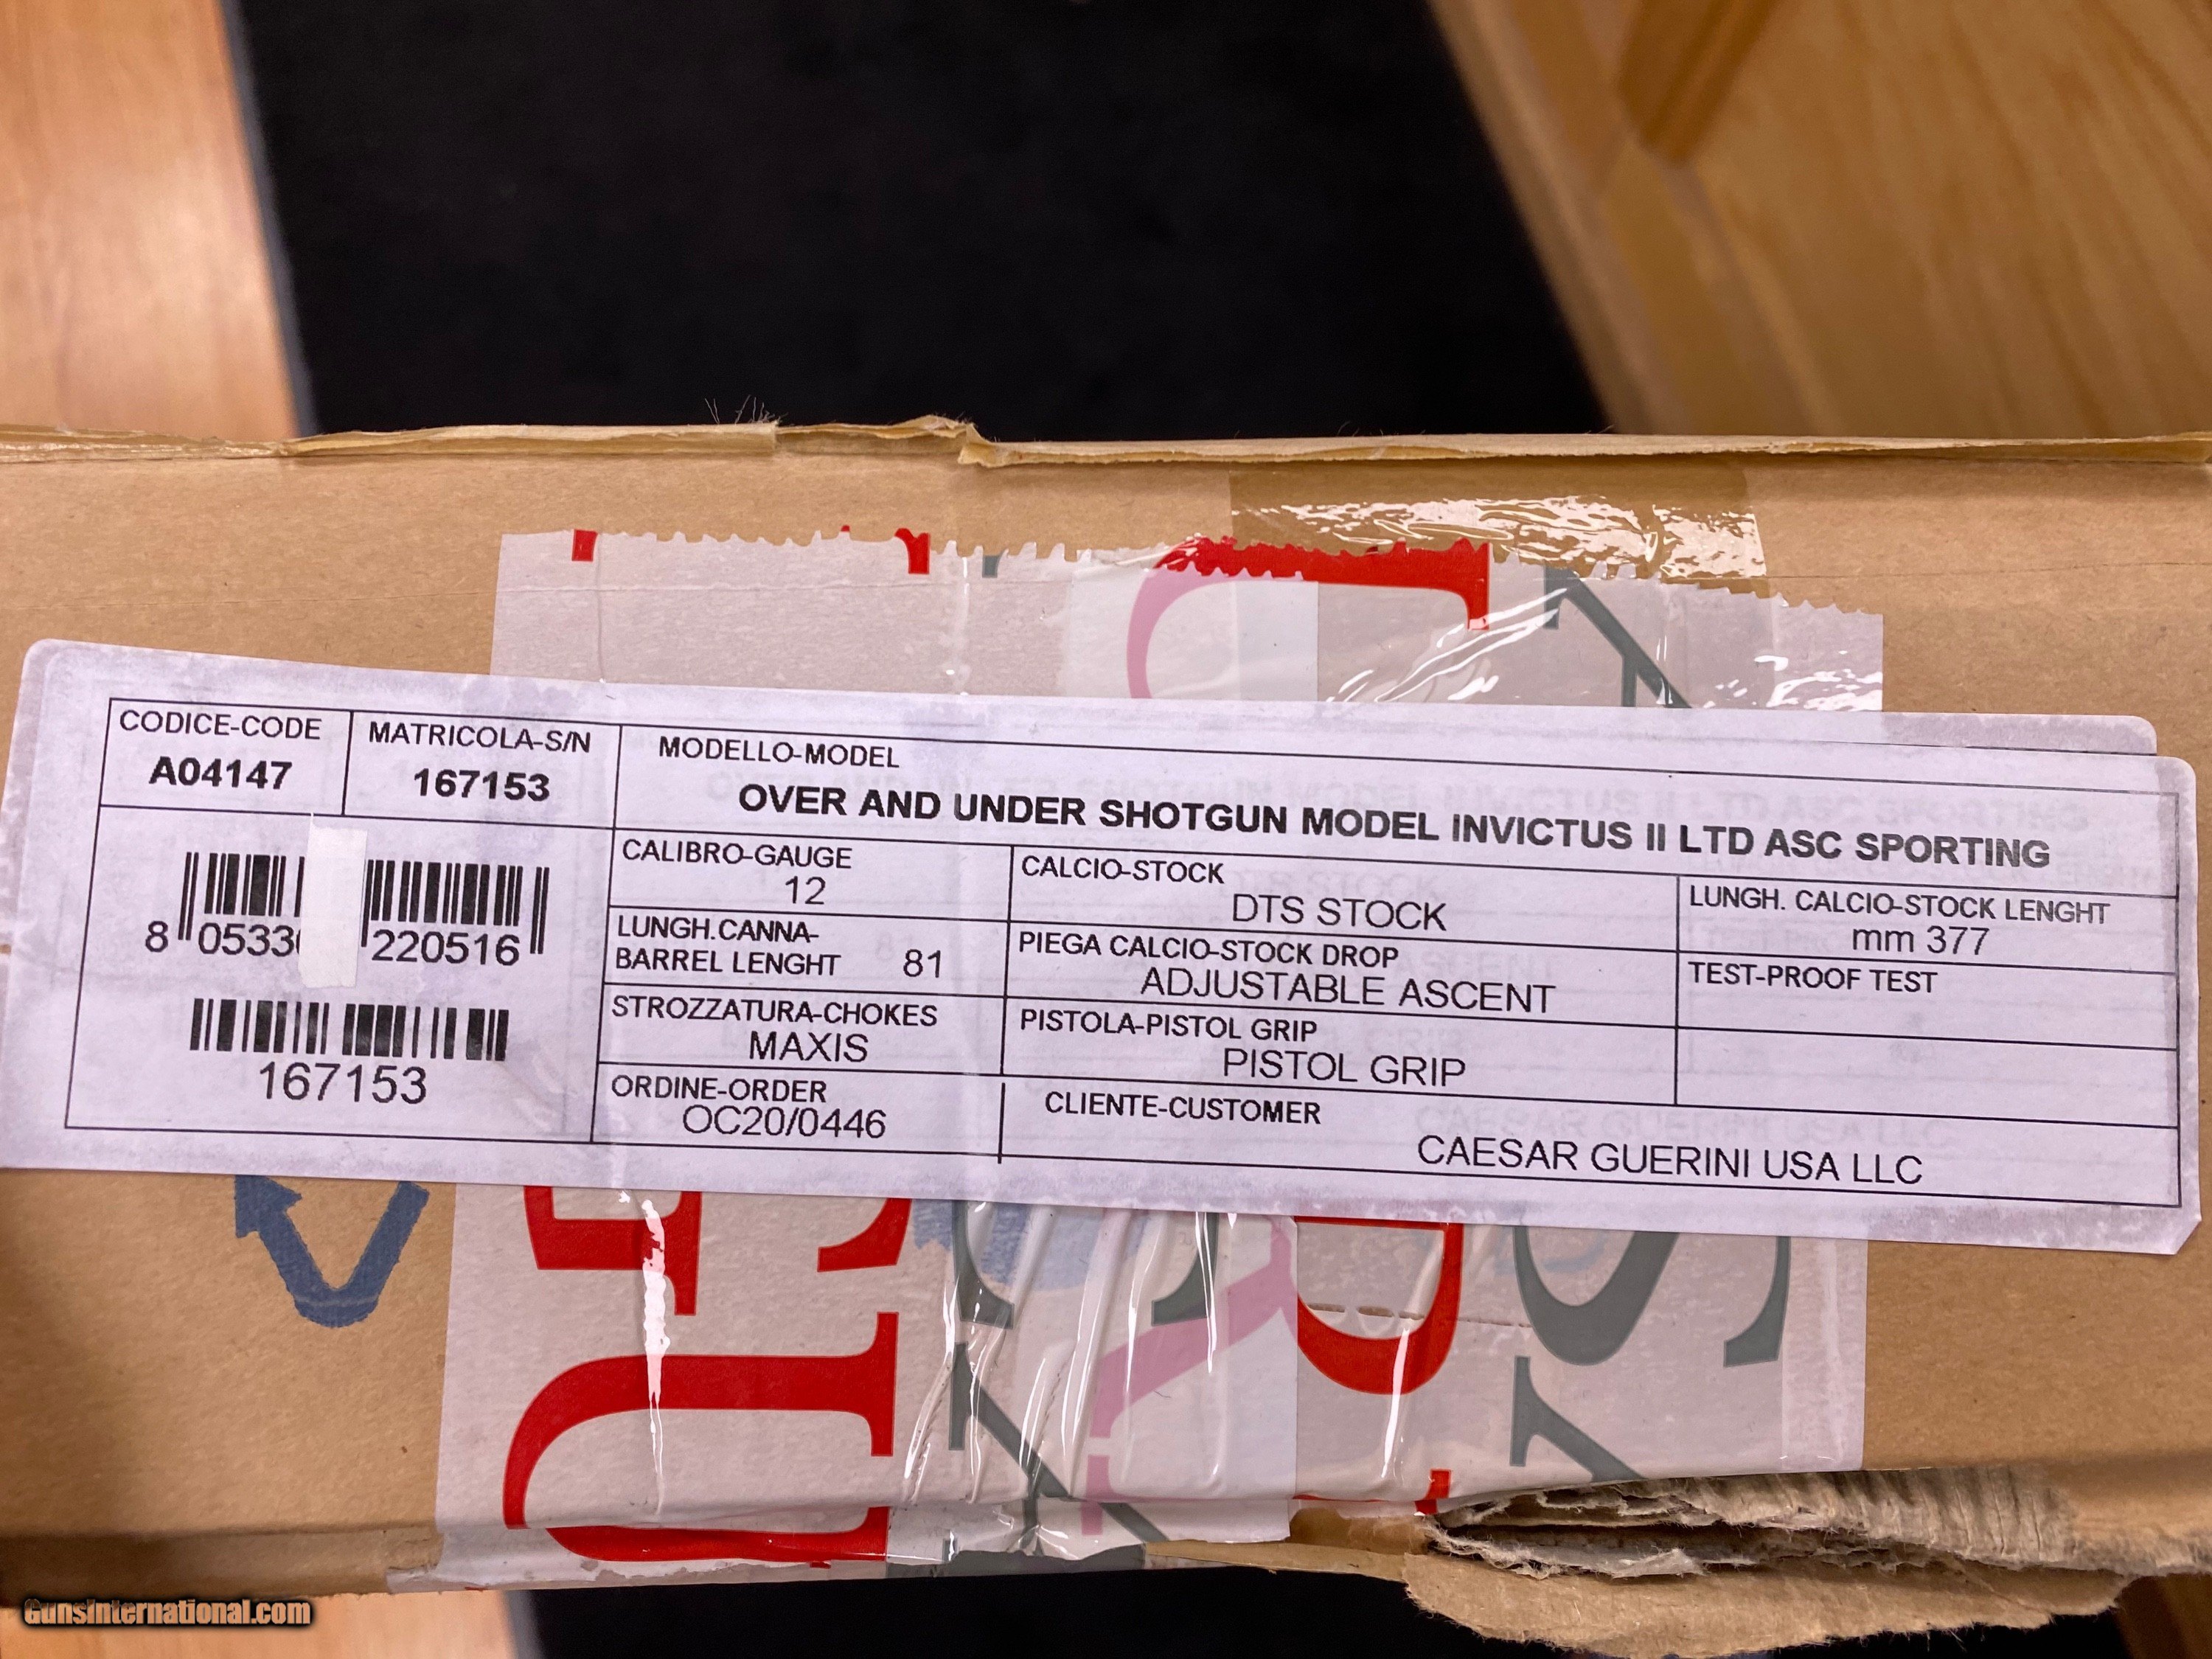 CODICE-CODE
A04147
MATRICOLA-S/N
167153
MODELLO-MODEL
OVER AND UNDER SHOTGUN MODEL INVICTUS II LTD ASC SPORTING
8 05330 220516
167153
CALIBRO-GAUGE
12
LUNGH.CANNA-
BARREL LENGHT 81
STROZZATURA-CHOKES
MAXIS
ORDINE-ORDER
OC20/0446
CALCIO-STOCK
DTS STOCK
PIEGA CALCIO-STOCK DROP
ADJUSTABLE ASCENT
PISTOLA-PISTOL GRIP
PISTOL GRIP
CLIENTE-CUSTOMER
CAESAR GUERINI USA LLC
LUNGH. CALCIO-STOCK LENGHT
mm 377
TEST-PROOF TEST
GunsInternational.com